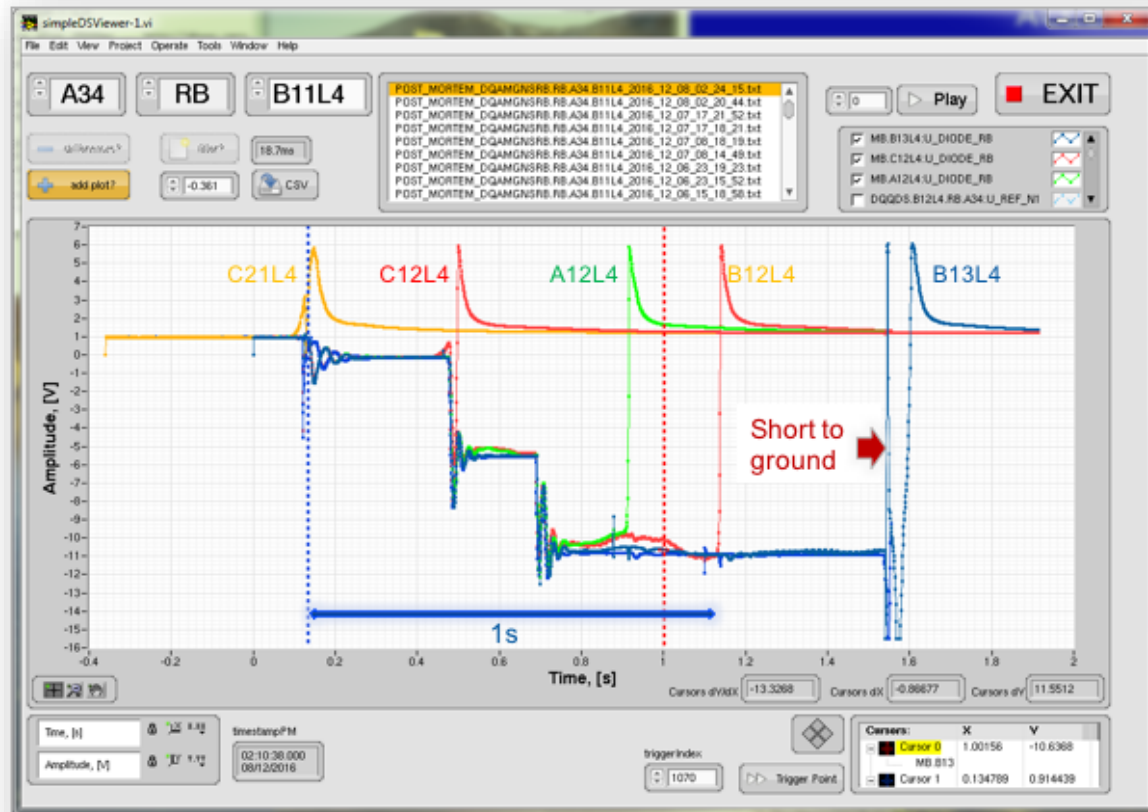 simpleDSViewer-1.vi
File Edit View Project Operate Tools Window Help
A34
RB
B11L4
POST_MORTEM_DQAMGNSRB.RB.A34.B11L4_2016_12_08_02_24_15.txt
POST_MORTEM_DQAMGNSRB.RB.A34.B11L4_2016_12_08_02_20_44.txt
POST_MORTEM_DQAMGNSRB.RB.A34.B11L4_2016_12_07_17_21_52.txt
POST_MORTEM_DQAMGNSRB.RB.A34.B11L4_2016_12_07_17_18_21.txt
POST_MORTEM_DQAMGNSRB.RB.A34.B11L4_2016_12_07_08_18_19.txt
POST_MORTEM_DQAMGNSRB.RB.A34.B11L4_2016_12_07_08_14_49.txt
POST_MORTEM_DQAMGNSRB.RB.A34.B11L4_2016_12_06_23_19_23.txt
POST_MORTEM_DQAMGNSRB.RB.A34.B11L4_2016_12_06_23_15_52.txt
POST_MORTEM_DQAMGNSRB.RB.A34.B11L4_2016_12_06_15_18_58.txt
0
Play
EXIT
filter?
18.7ms
add plot?
-0.361
CSV
MB.B13L4:U_DIODE_RB
MB.C12L4:U_DIODE_RB
MB.A12L4:U_DIODE_RB
DQQDS.B12L4.RB.A34:U_REF_N1
C21L4
C12L4
A12L4
B12L4
B13L4
Short to
ground
1s
Amplitude, [V]
7
6
5
4
3
2
1
0
-1
-2
-3
-4
-5
-6
-7
-8
-9
-10
-11
-12
-13
-14
-15
-16
-0.4 -0.2 0 0.2 0.4 0.6 0.8 1 1.2 1.4 1.6 1.8 2
Time, [s]
Cursors dV/dX -13.3268 Cursors dX -0.86677 Cursors dV 11.5512
Time, [s]
Amplitude, [V]
timestampPM
02:10:38.000
08/12/2016
triggerIndex
1070
Trigger Point
Cursors: X Y
Cursor 0 1.00156 -10.6368
MB.B13
Cursor 1 0.134789 0.914439